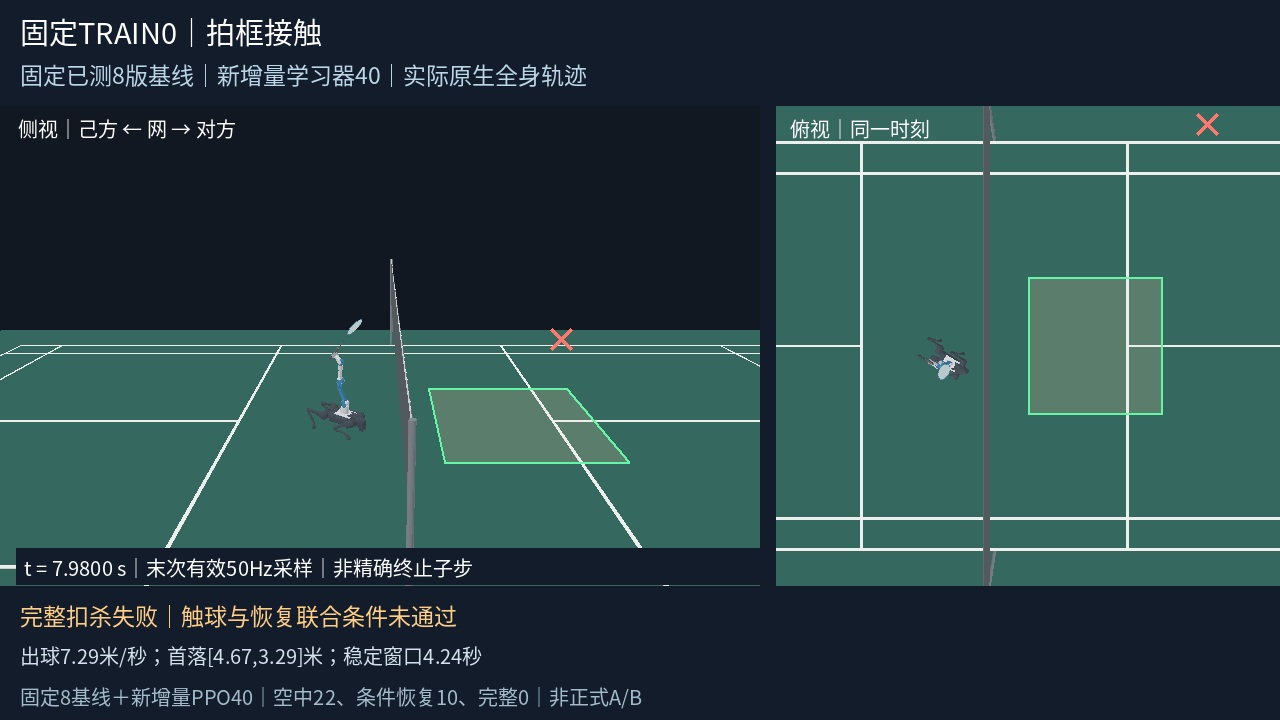 固定TRAIN0｜拍框接触
固定已测8版基线｜新增量学习器40｜实际原生全身轨迹
侧视｜己方 ← 网 → 对方
俯视｜同一时刻
t = 7.9800 s｜末次有效50Hz采样｜非精确终止子步
完整扣杀失败｜触球与恢复联合条件未通过
出球7.29米/秒；首落[4.67,3.29]米；稳定窗口4.24秒
固定8基线＋新增量PPO40｜空中22、条件恢复10、完整0｜非正式A/B